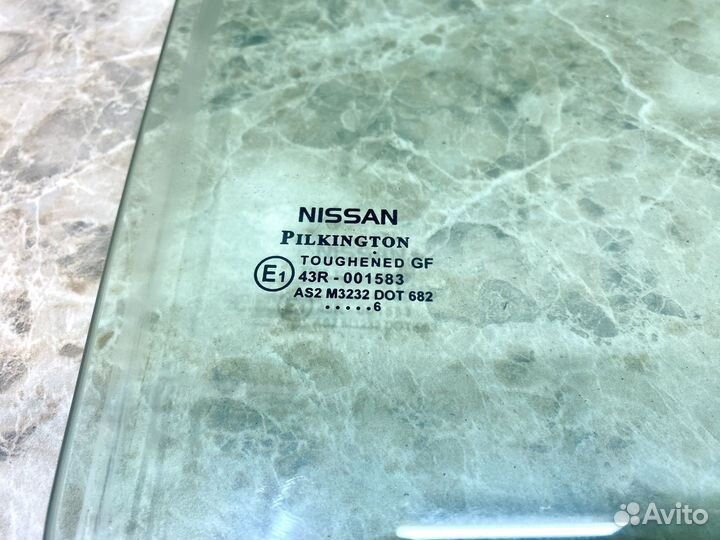 NISSAN
PILKINGTON
TOUGHENED GF
E1 43R - 001583
AS2 M3232 DOT 682
.....6
Avito